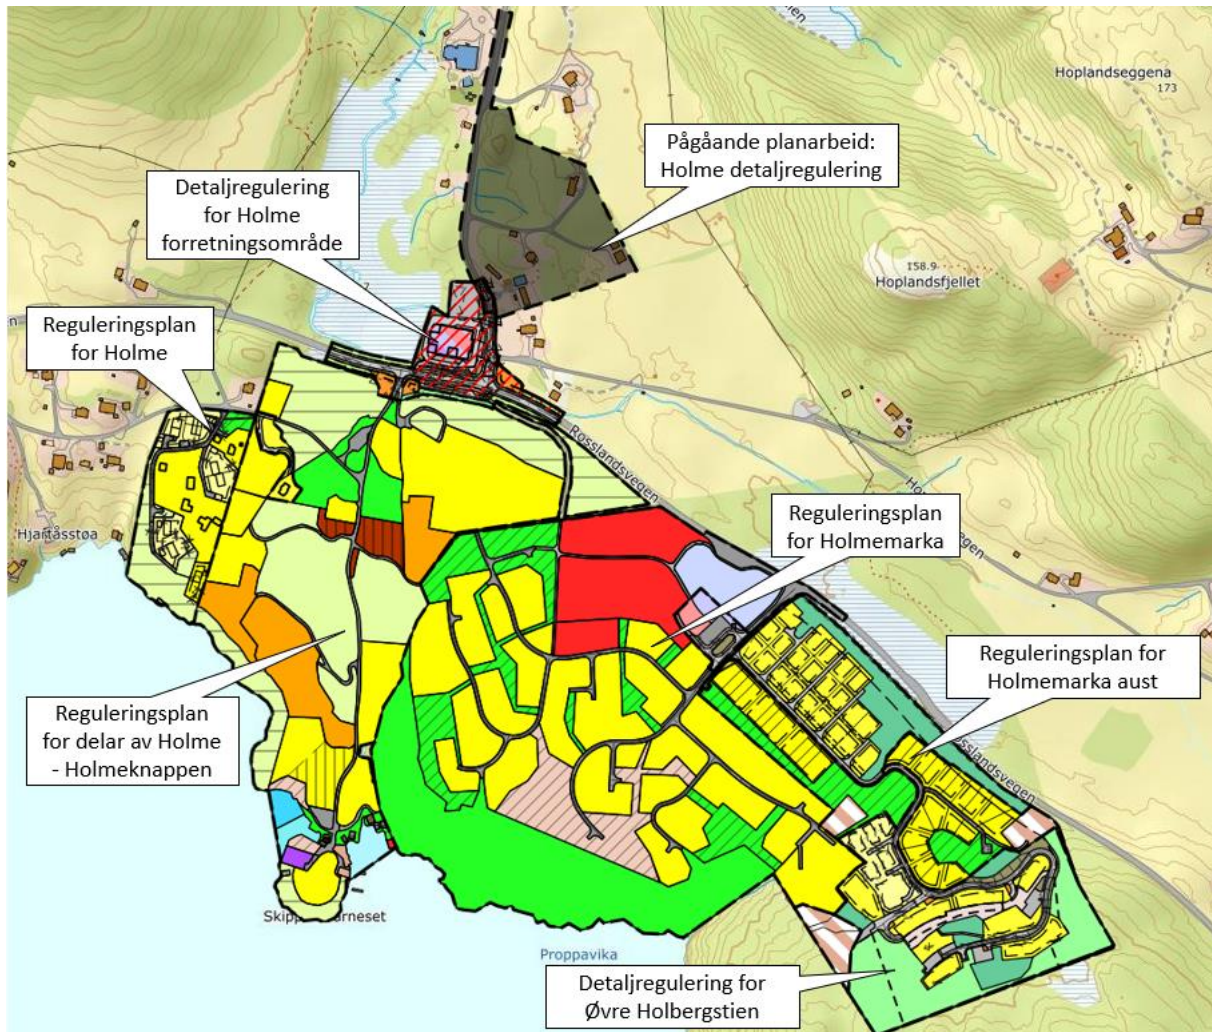 Hoplandseggena
173
Pågåande planarbeid:
Holme detaljregulering
Detaljregulering
for Holme
forretningsområde
158.9
Hoplandsfjellet
Reguleringsplan
for Holme
Rosslandsvegen
Reguleringsplan
for Holmemarka
Hjartåsstøa
Reguleringsplan for
Holmemarka aust
Reguleringsplan
for delar av Holme
- Holmeknappen
Proppavika
Detaljregulering for
Øvre Holbergstien